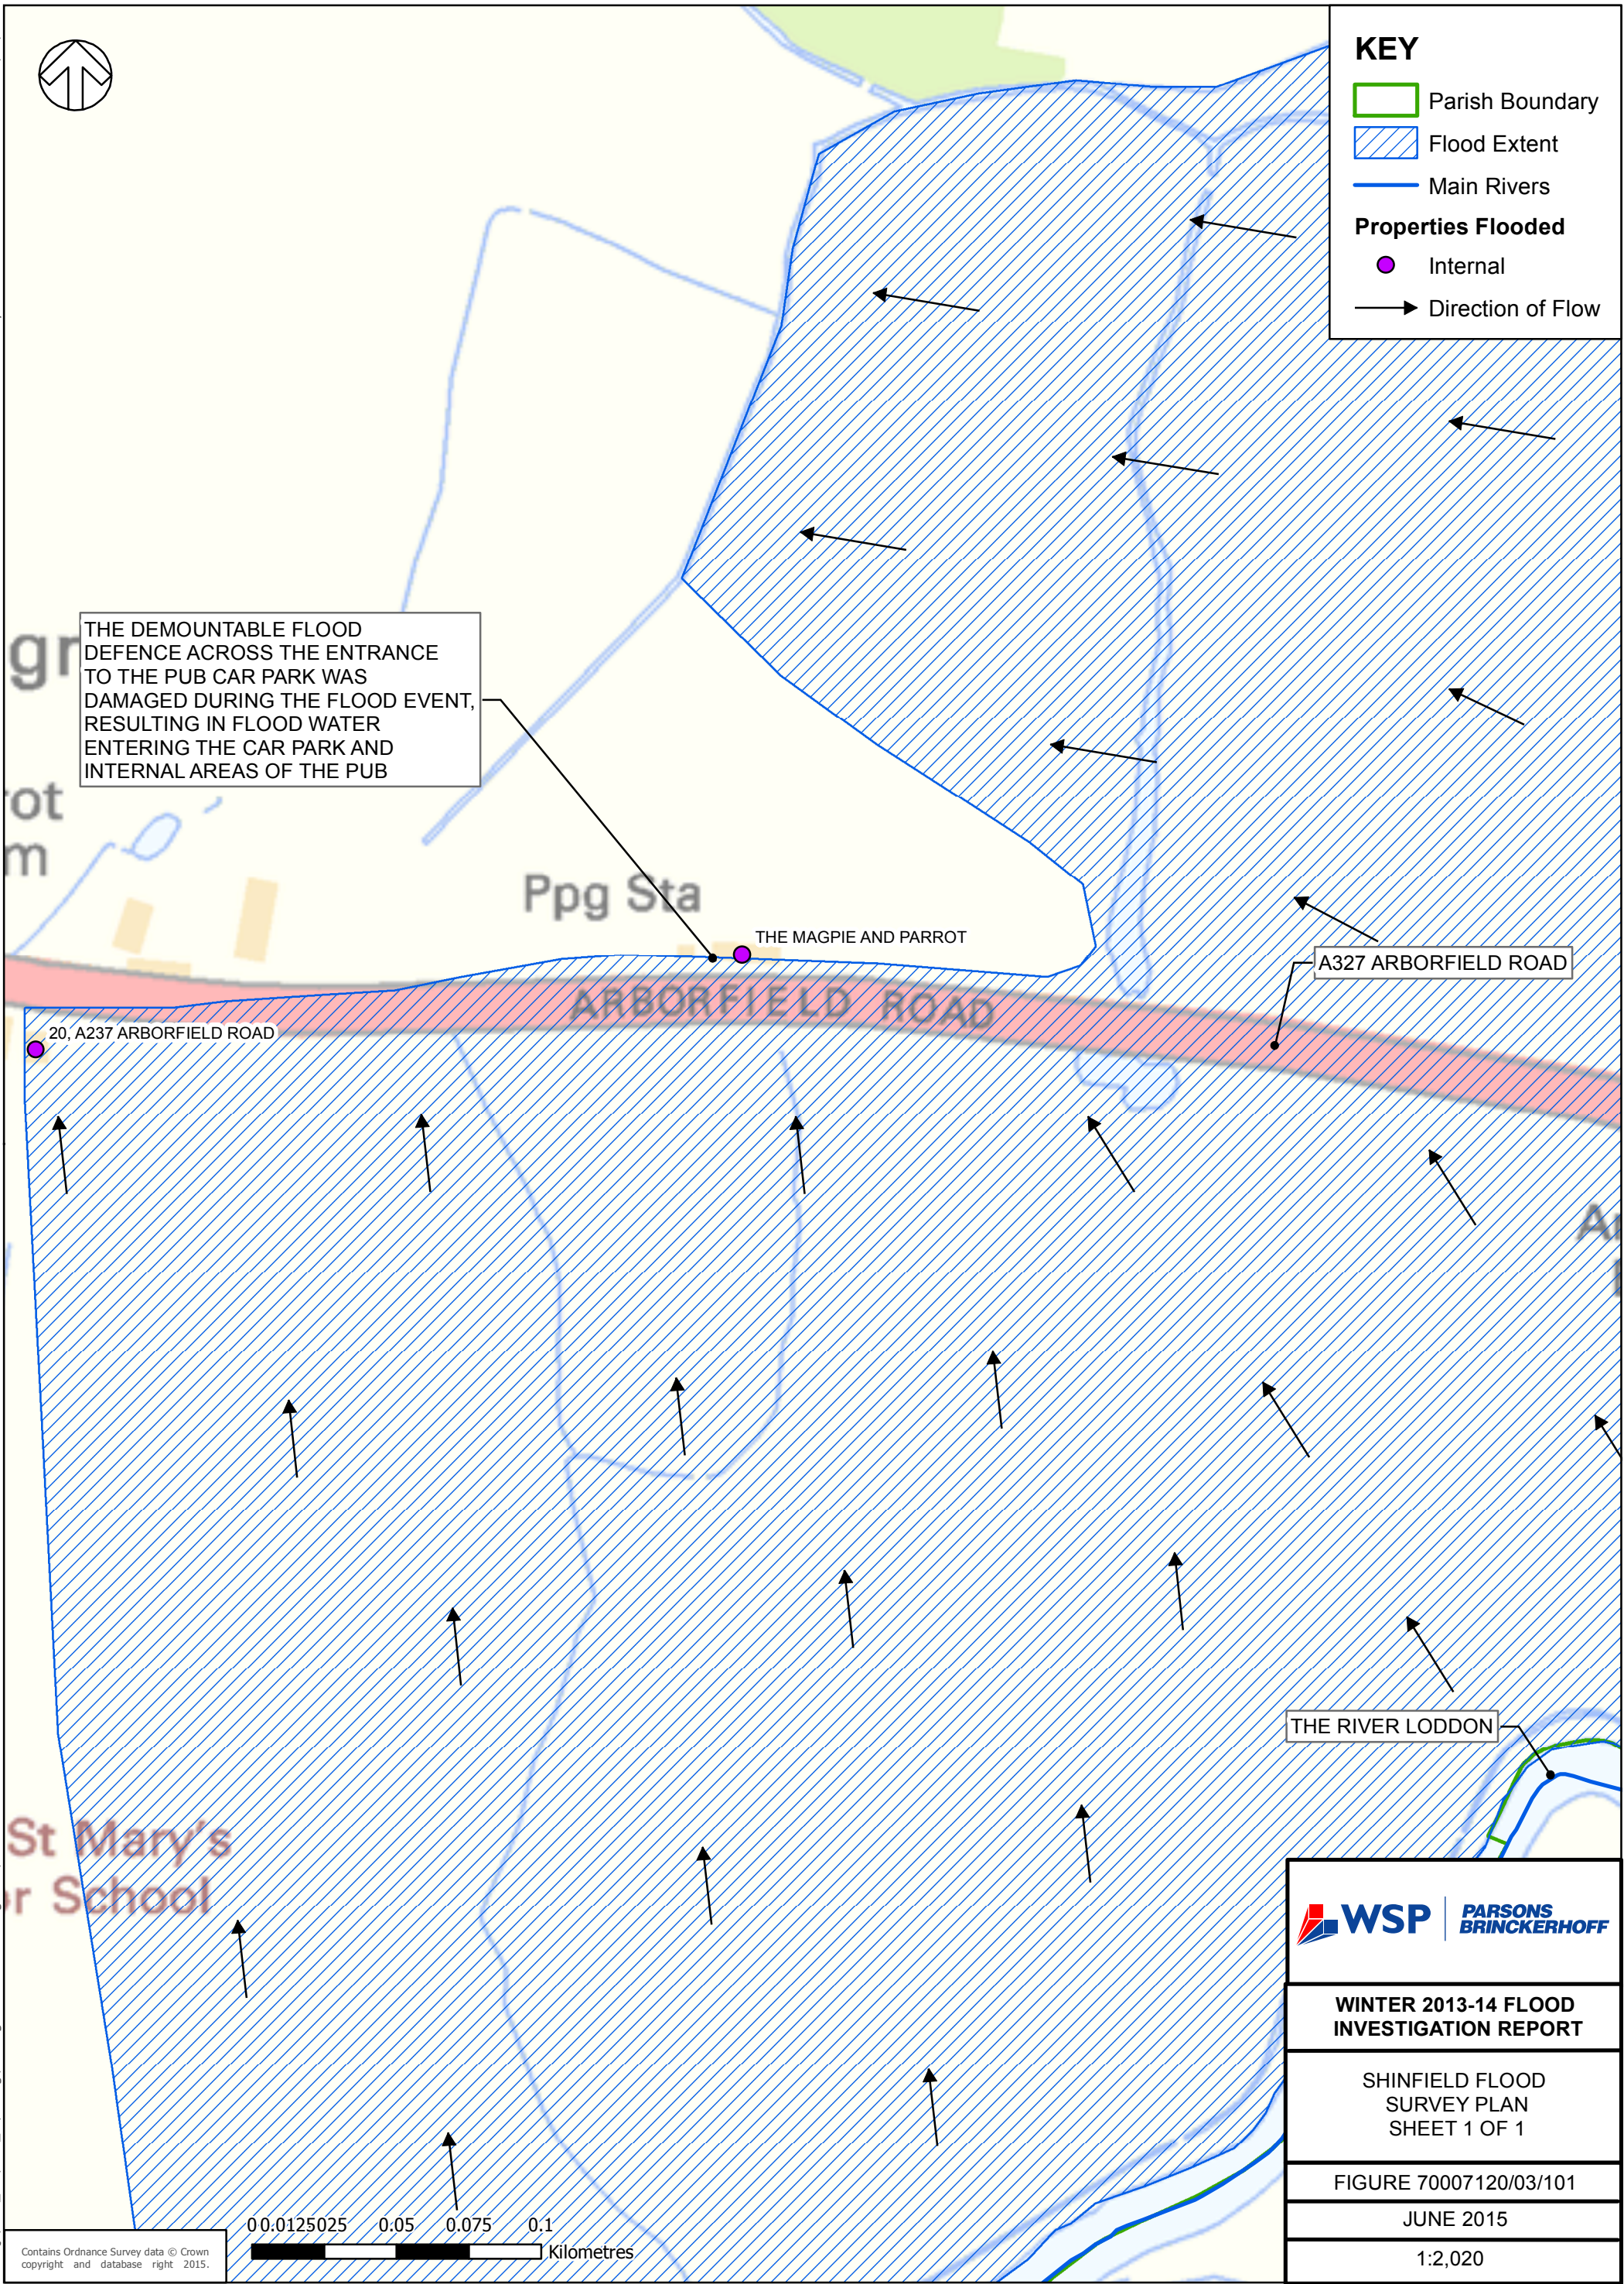 KEY
Parish Boundary
Flood Extent
Main Rivers
Properties Flooded
Internal
Direction of Flow
gr
THE DEMOUNTABLE FLOOD
DEFENCE ACROSS THE ENTRANCE
TO THE PUB CAR PARK WAS
DAMAGED DURING THE FLOOD EVENT,
RESULTING IN FLOOD WATER
ENTERING THE CAR PARK AND
INTERNAL AREAS OF THE PUB
rot
m
Ppg Sta
THE MAGPIE AND PARROT
A327 ARBORFIELD ROAD
ARBORFIELD ROAD
20, A237 ARBORFIELD ROAD
THE RIVER LODDON
St Mary's
r School
WSP | PARSONS
BRINCKERHOFF
WINTER 2013-14 FLOOD
INVESTIGATION REPORT
SHINFIELD FLOOD
SURVEY PLAN
SHEET 1 OF 1
FIGURE 70007120/03/101
JUNE 2015
1:2,020
0 0.0125025 0.05 0.075 0.1
Kilometres
Contains Ordnance Survey data © Crown
copyright and database right 2015.